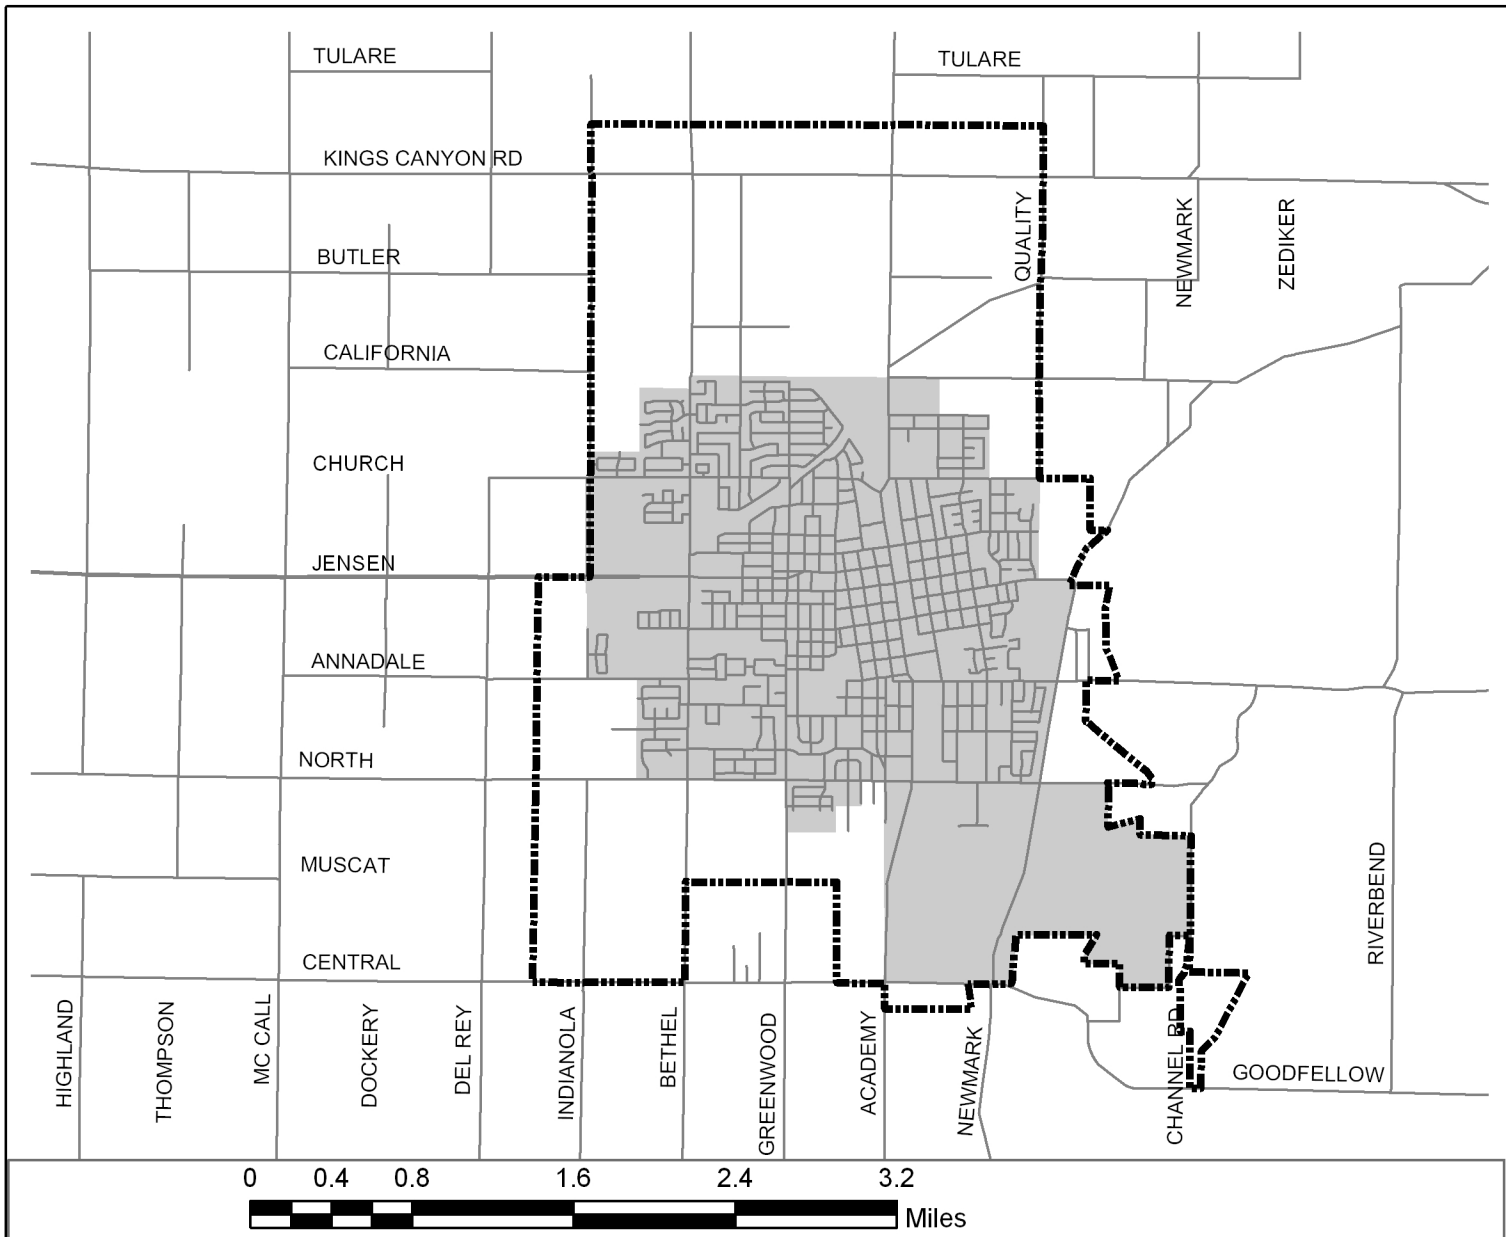 TULARE
TULARE
KINGS CANYON RD
QUALITY
NEWMARK
ZEDIKER
BUTLER
CALIFORNIA
CHURCH
JENSEN
ANNADALE
NORTH
MUSCAT
RIVERBEND
CENTRAL
HIGHLAND
THOMPSON
MC CALL
DOCKERY
DEL REY
INDIANOLA
BETHEL
GREENWOOD
ACADEMY
NEWMARK
CHANNEL RD
GOODFELLOW
0 0.4 0.8 1.6 2.4 3.2
Miles